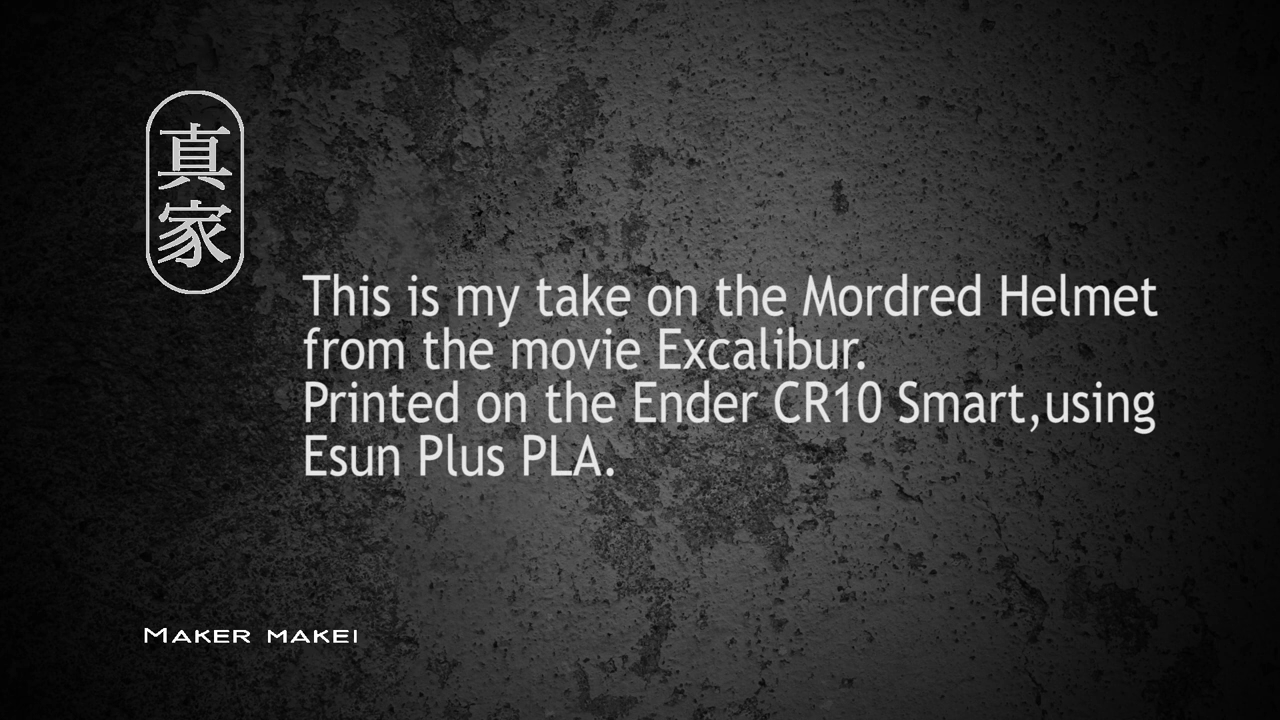 真家
This is my take on the Mordred Helmet
from the movie Excalibur.
Printed on the Ender CR10 Smart,using
Esun Plus PLA.
MAKER MAKEI